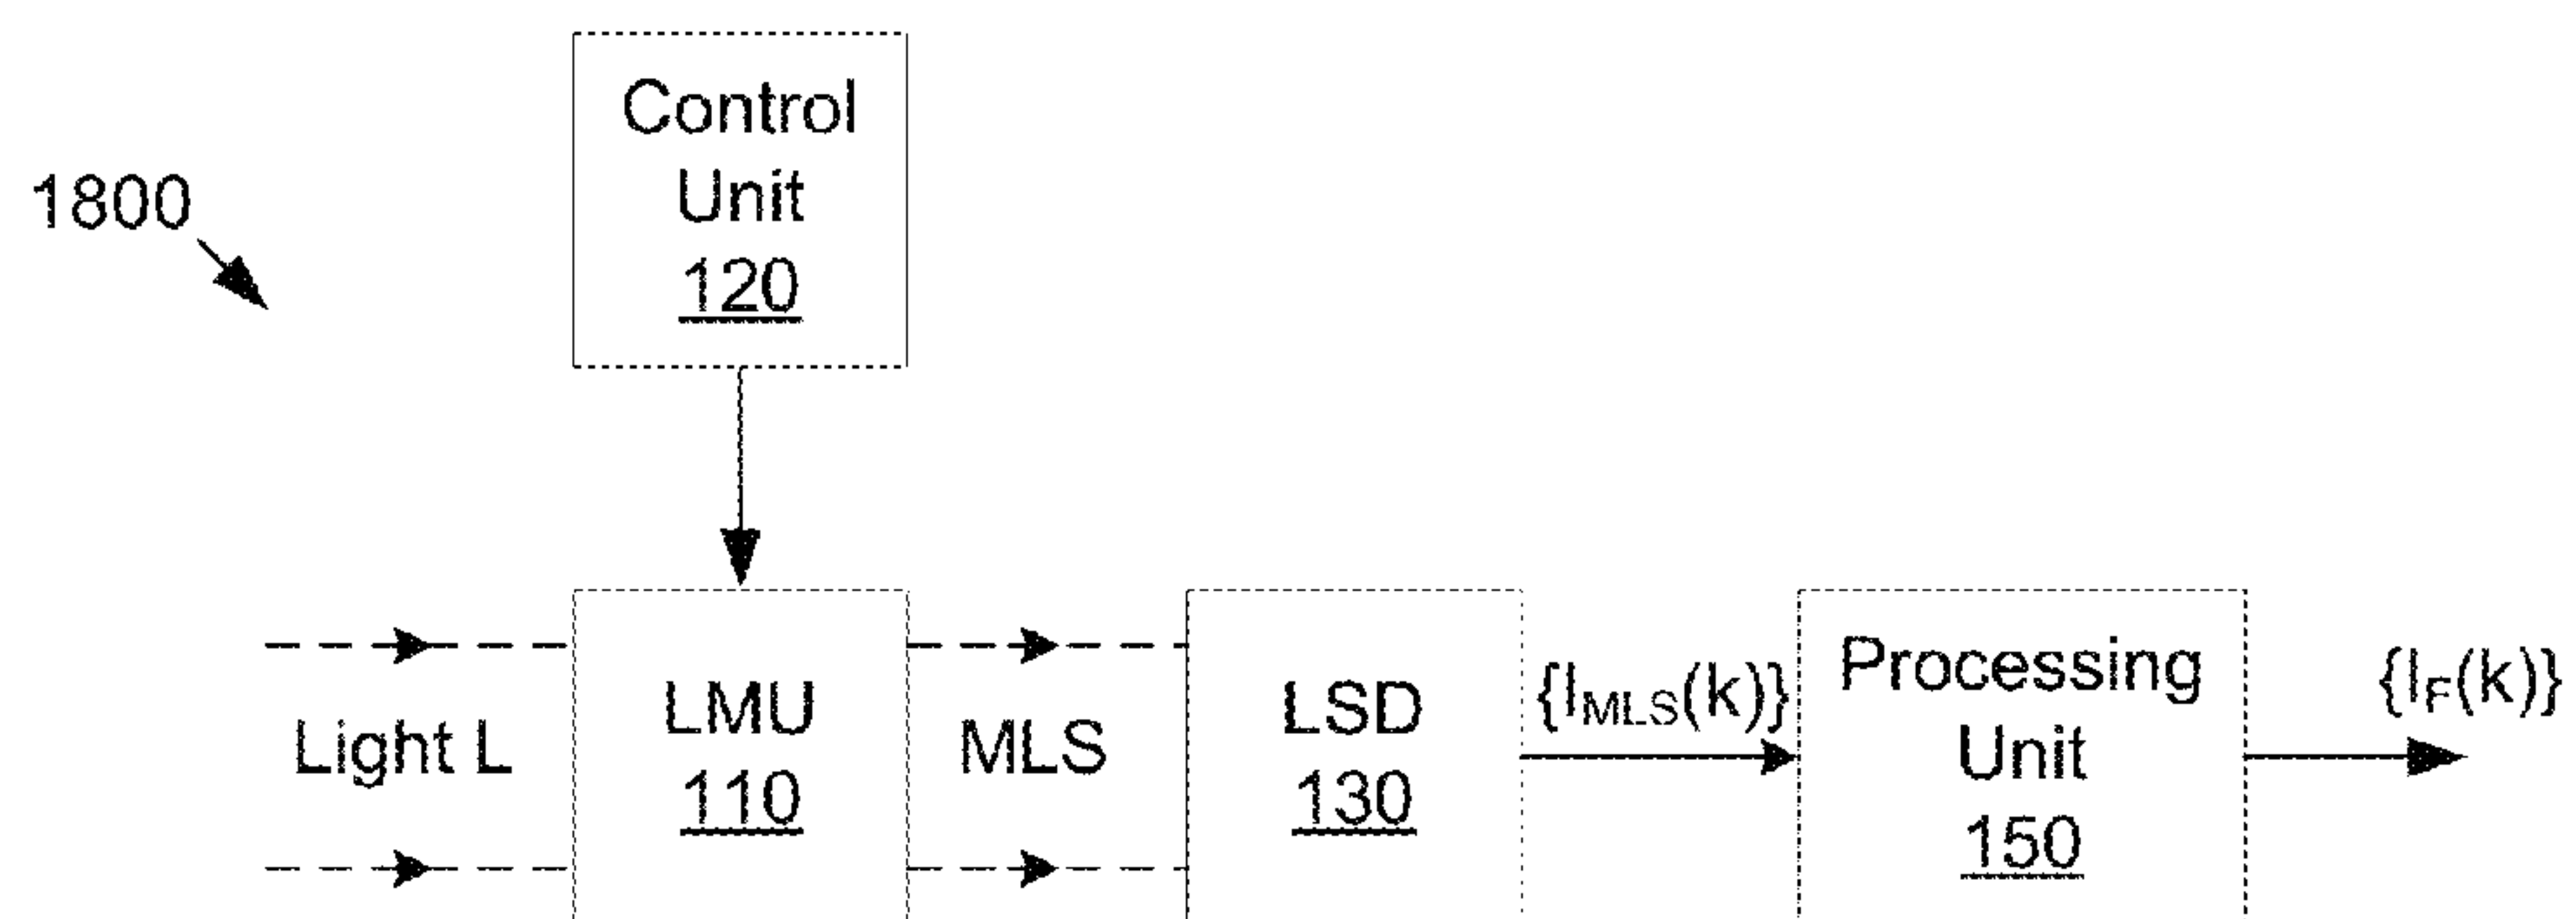 Control
Unit
120
1800
Light L
LMU
110
MLS
LSD
130
{I_MLS(k)}
Processing
Unit
150
{I_F(k)}